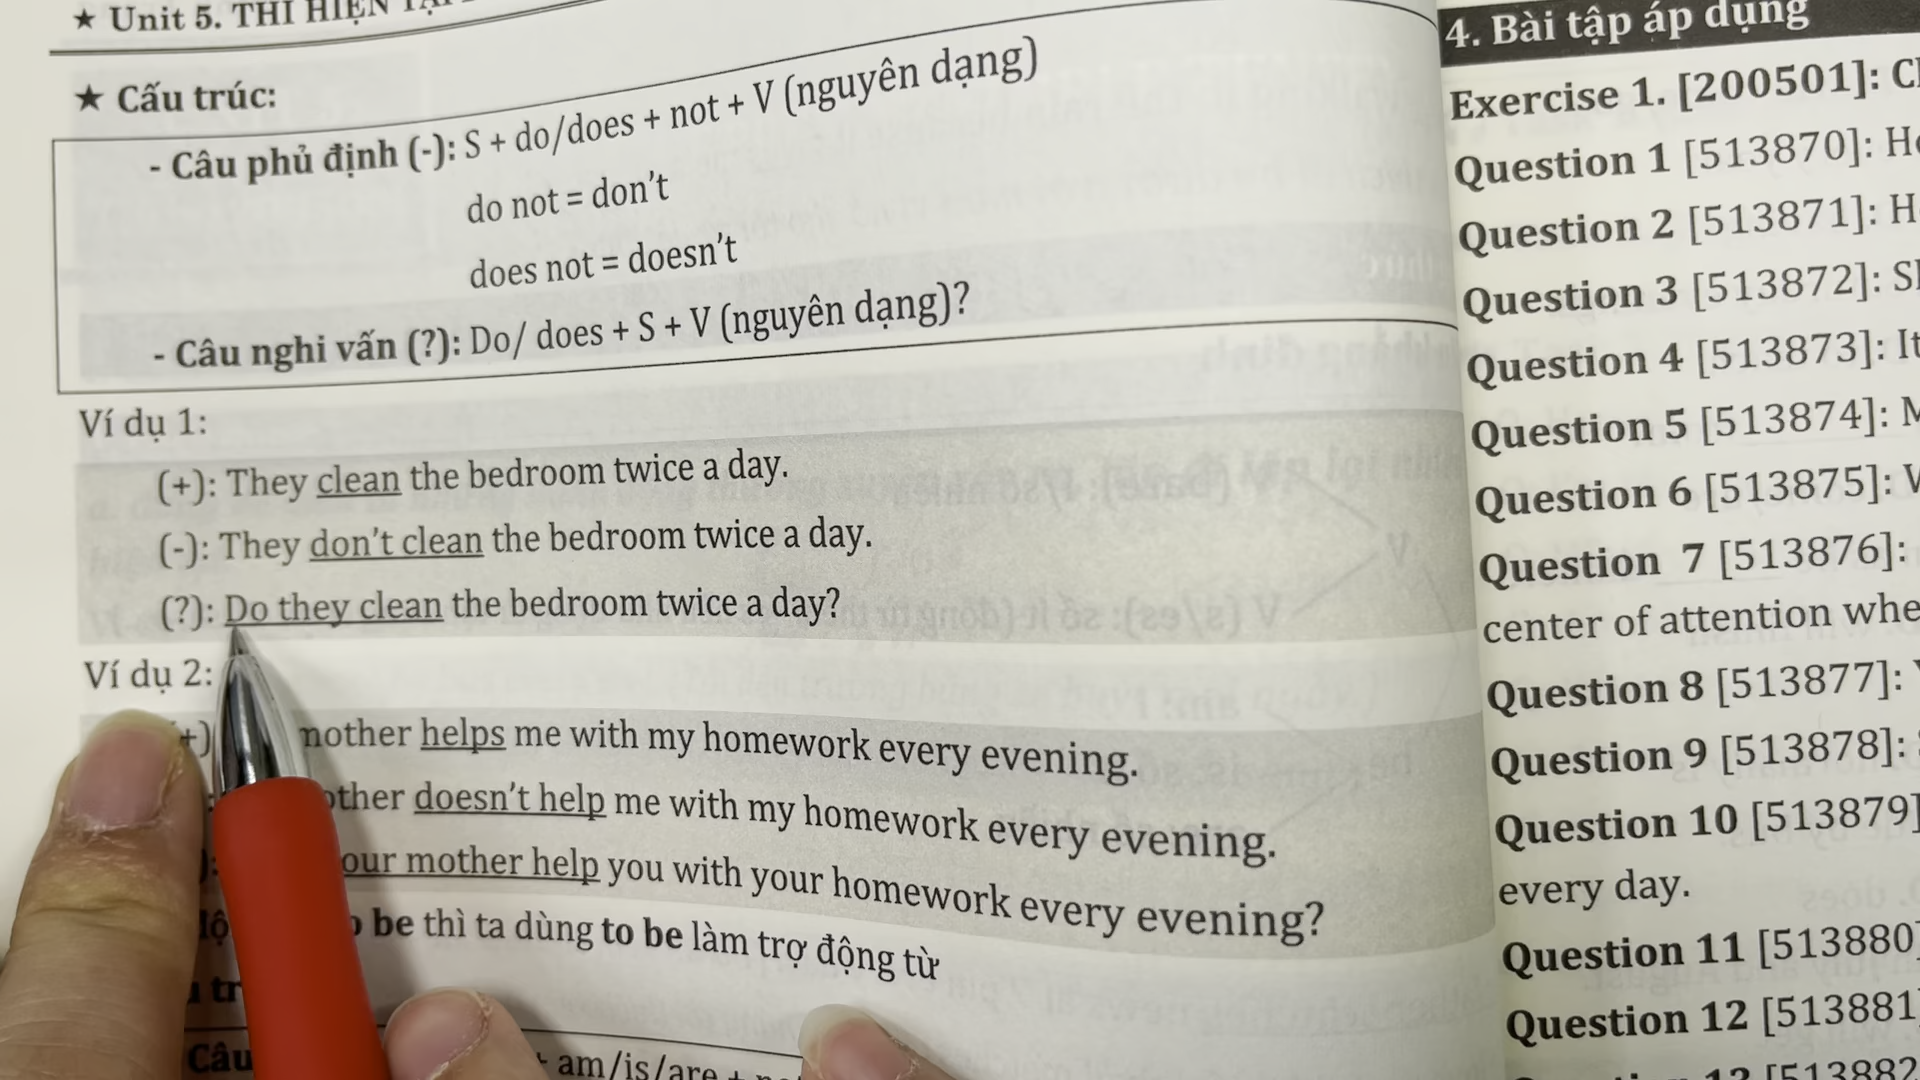 ★ Unit 5. THÌ HIỆN
★ Cấu trúc:
- Câu phủ định (-): S + do/does + not + V (nguyên dạng)
do not = don't
does not = doesn't
- Câu nghi vấn (?): Do/ does + S + V (nguyên dạng)?
Ví dụ 1:
(+): They clean the bedroom twice a day.
(-): They don't clean the bedroom twice a day.
(?): Do they clean the bedroom twice a day?
Ví dụ 2:
mother helps me with my homework every evening.
doesn't help me with my homework every evening.
mother help you with your homework every evening?
be thì ta dùng to be làm trợ động từ
Câu
am/is/are +
4. Bài tập áp dụng
Exercise 1. [200501]:
Question 1 [513870]:
Question 2 [513871]:
Question 3 [513872]:
Question 4 [513873]:
Question 5 [513874]:
Question 6 [513875]:
Question 7 [513876]:
center of attention
Question 8 [513877]:
Question 9 [513878]:
Question 10 [513879]
every day.
Question 11 [513880]
Question 12 [513881]